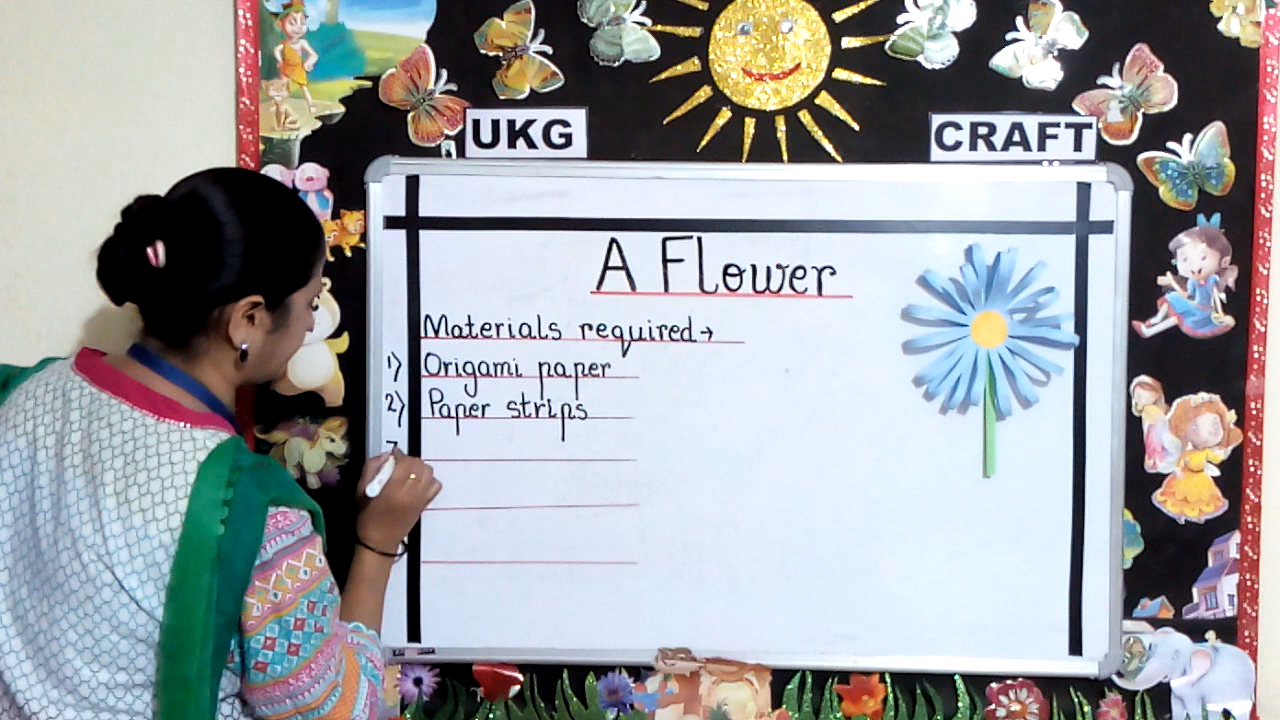 UKG
CRAFT
A Flower
Materials required→
1) Origami paper
2) Paper strips